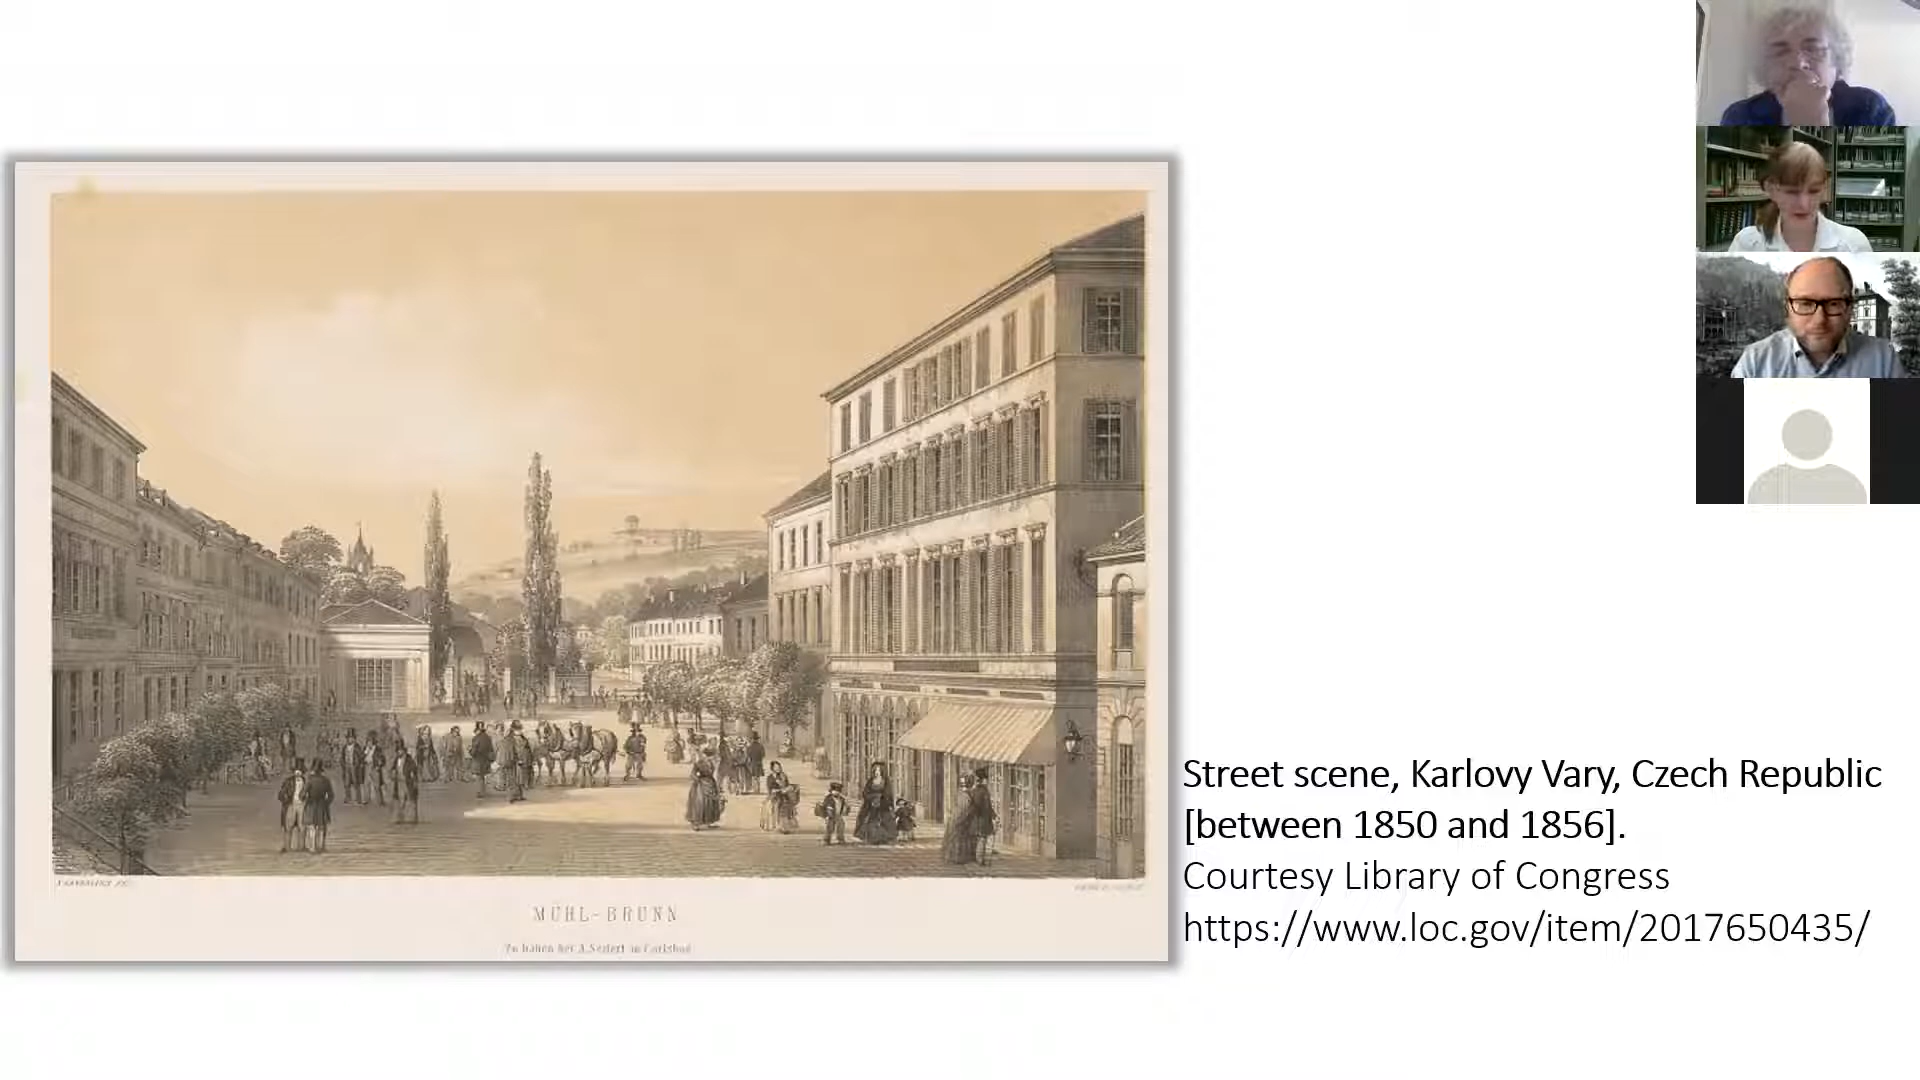 MÜHL-BRUNN
Zu haben bei A. Seifert in Carlsbad
Street scene, Karlovy Vary, Czech Republic
[between 1850 and 1856].
Courtesy Library of Congress
https://www.loc.gov/item/2017650435/